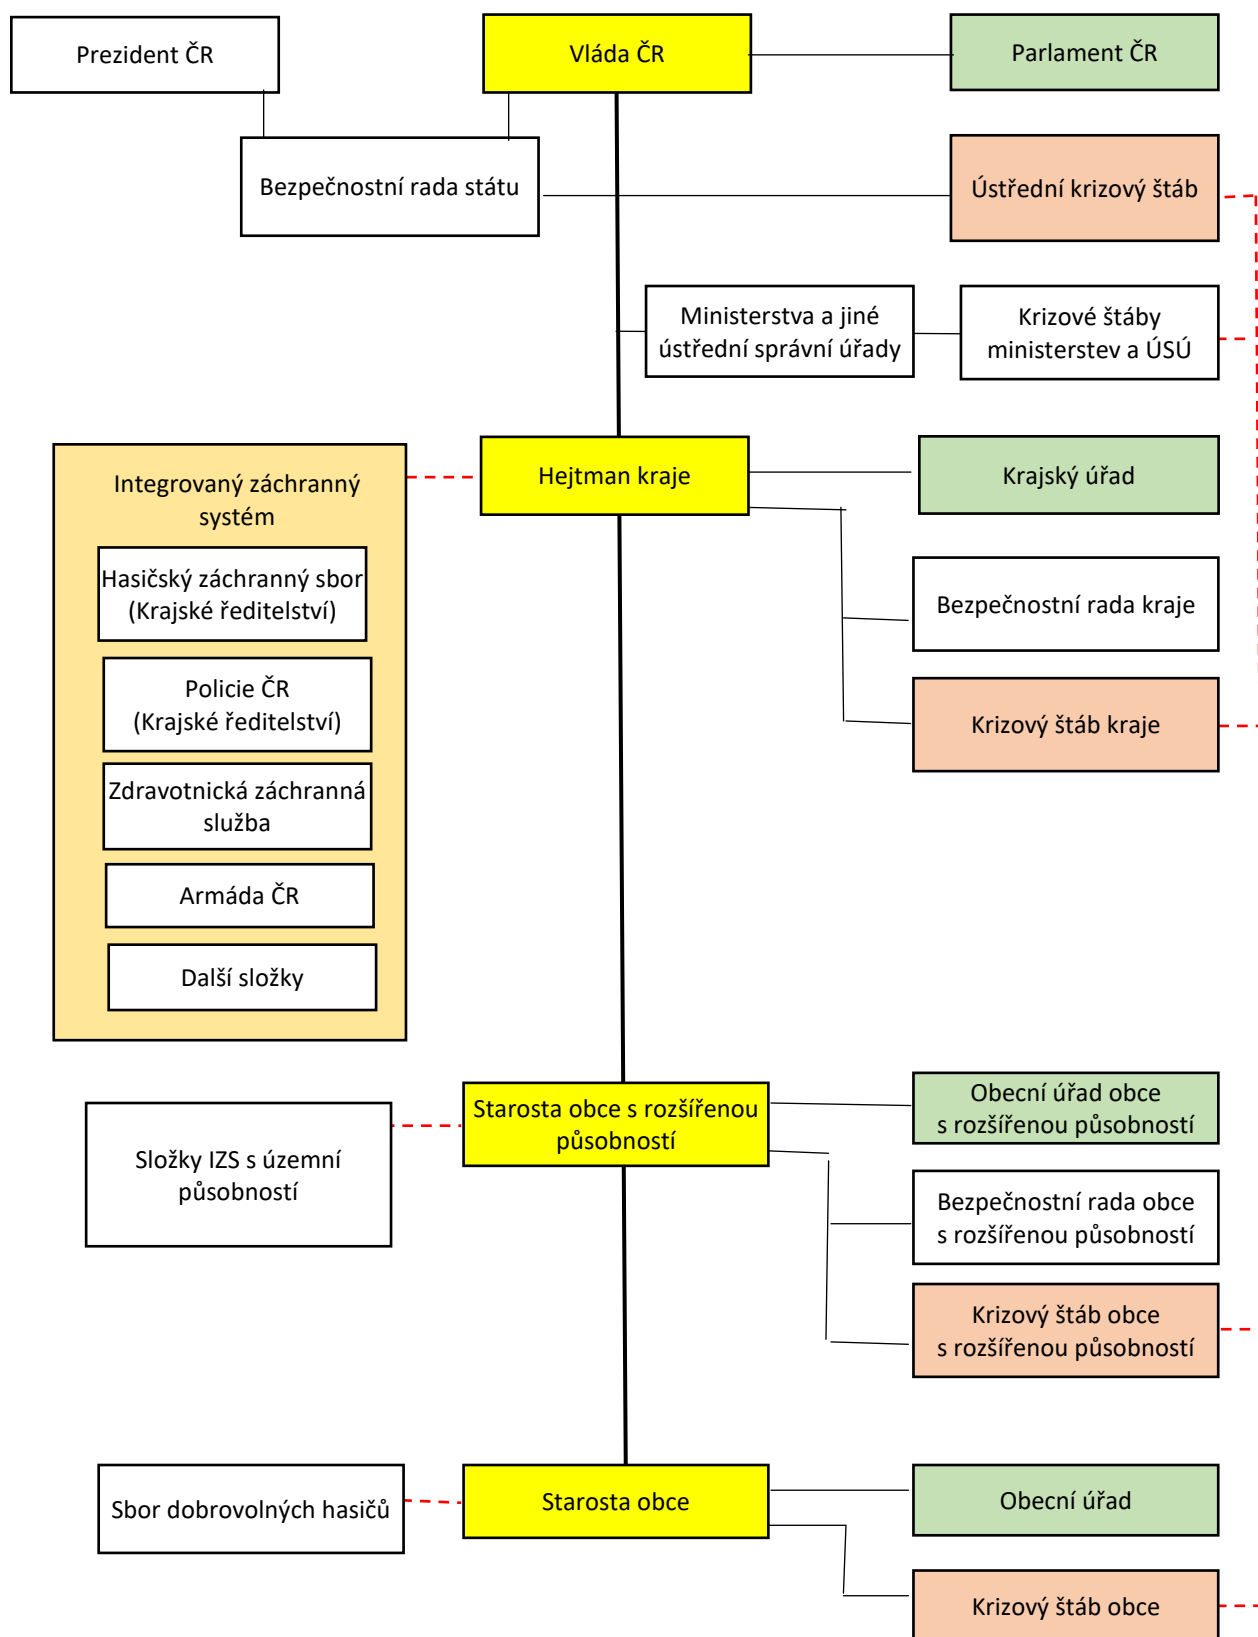 Prezident ČR
Vláda ČR
Parlament ČR
Bezpečnostní rada státu
Ústřední krizový štáb
Ministerstva a jiné
ústřední správní úřady
Krizové štáby
ministerstev a ÚSÚ
Integrovaný záchranný
systém
Hejtman kraje
Krajský úřad
Hasičský záchranný sbor
(Krajské ředitelství)
Bezpečnostní rada kraje
Policie ČR
(Krajské ředitelství)
Krizový štáb kraje
Zdravotnická záchranná
služba
Armáda ČR
Další složky
Starosta obce s rozšířenou
působností
Obecní úřad obce
s rozšířenou působností
Složky IZS s územní
působností
Bezpečnostní rada obce
s rozšířenou působností
Krizový štáb obce
s rozšířenou působností
Sbor dobrovolných hasičů
Starosta obce
Obecní úřad
Krizový štáb obce